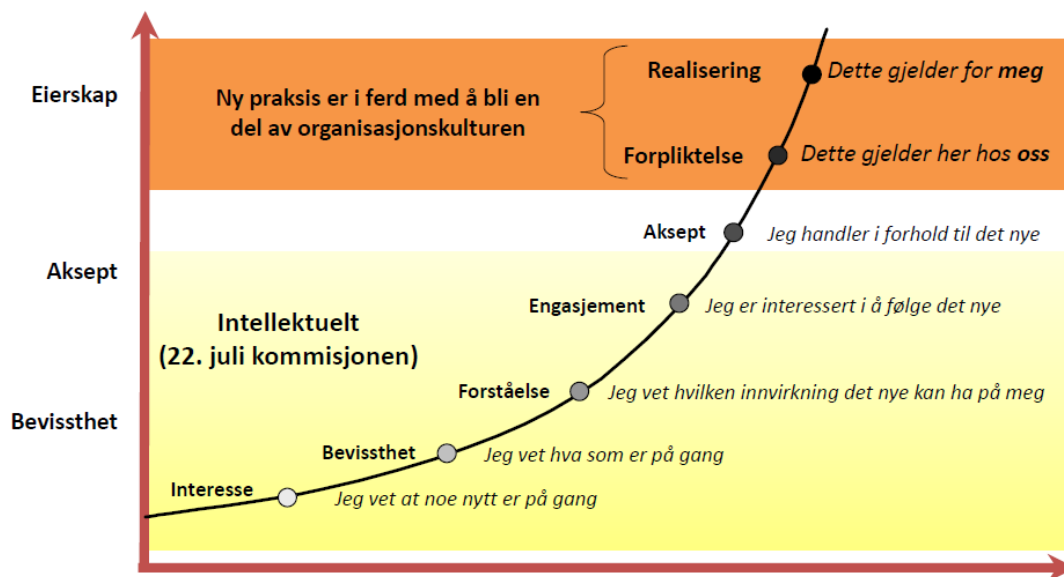 Realisering
Dette gjelder for meg
Eierskap
Ny praksis er i ferd med å bli en
del av organisasjonskulturen
Forpliktelse
Dette gjelder her hos oss
Aksept
Jeg handler i forhold til det nye
Aksept
Engasjement
Jeg er interessert i å følge det nye
Intellektuelt
(22. juli kommisjonen)
Forståelse
Jeg vet hvilken innvirkning det nye kan ha på meg
Bevissthet
Bevissthet
Jeg vet hva som er på gang
Interesse
Jeg vet at noe nytt er på gang